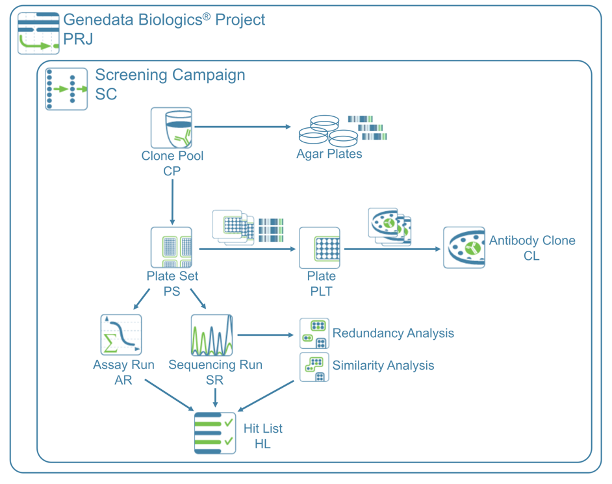 Genedata Biologics® Project
PRJ
Screening Campaign
SC
Clone Pool
CP
Agar Plates
Plate Set
PS
Plate
PLT
Antibody Clone
CL
Assay Run
AR
Sequencing Run
SR
Redundancy Analysis
Similarity Analysis
Hit List
HL